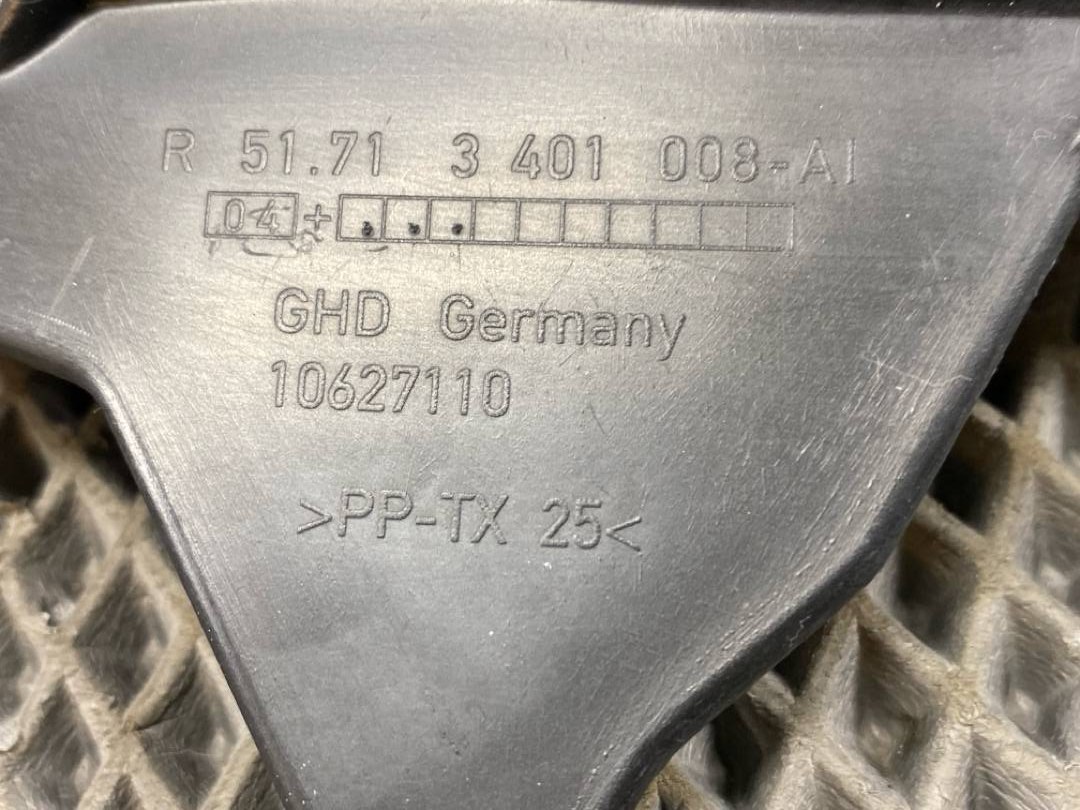 R 51.71 3 401 008-AI
04 +
GHD Germany
10627110
>PP-TX 25<